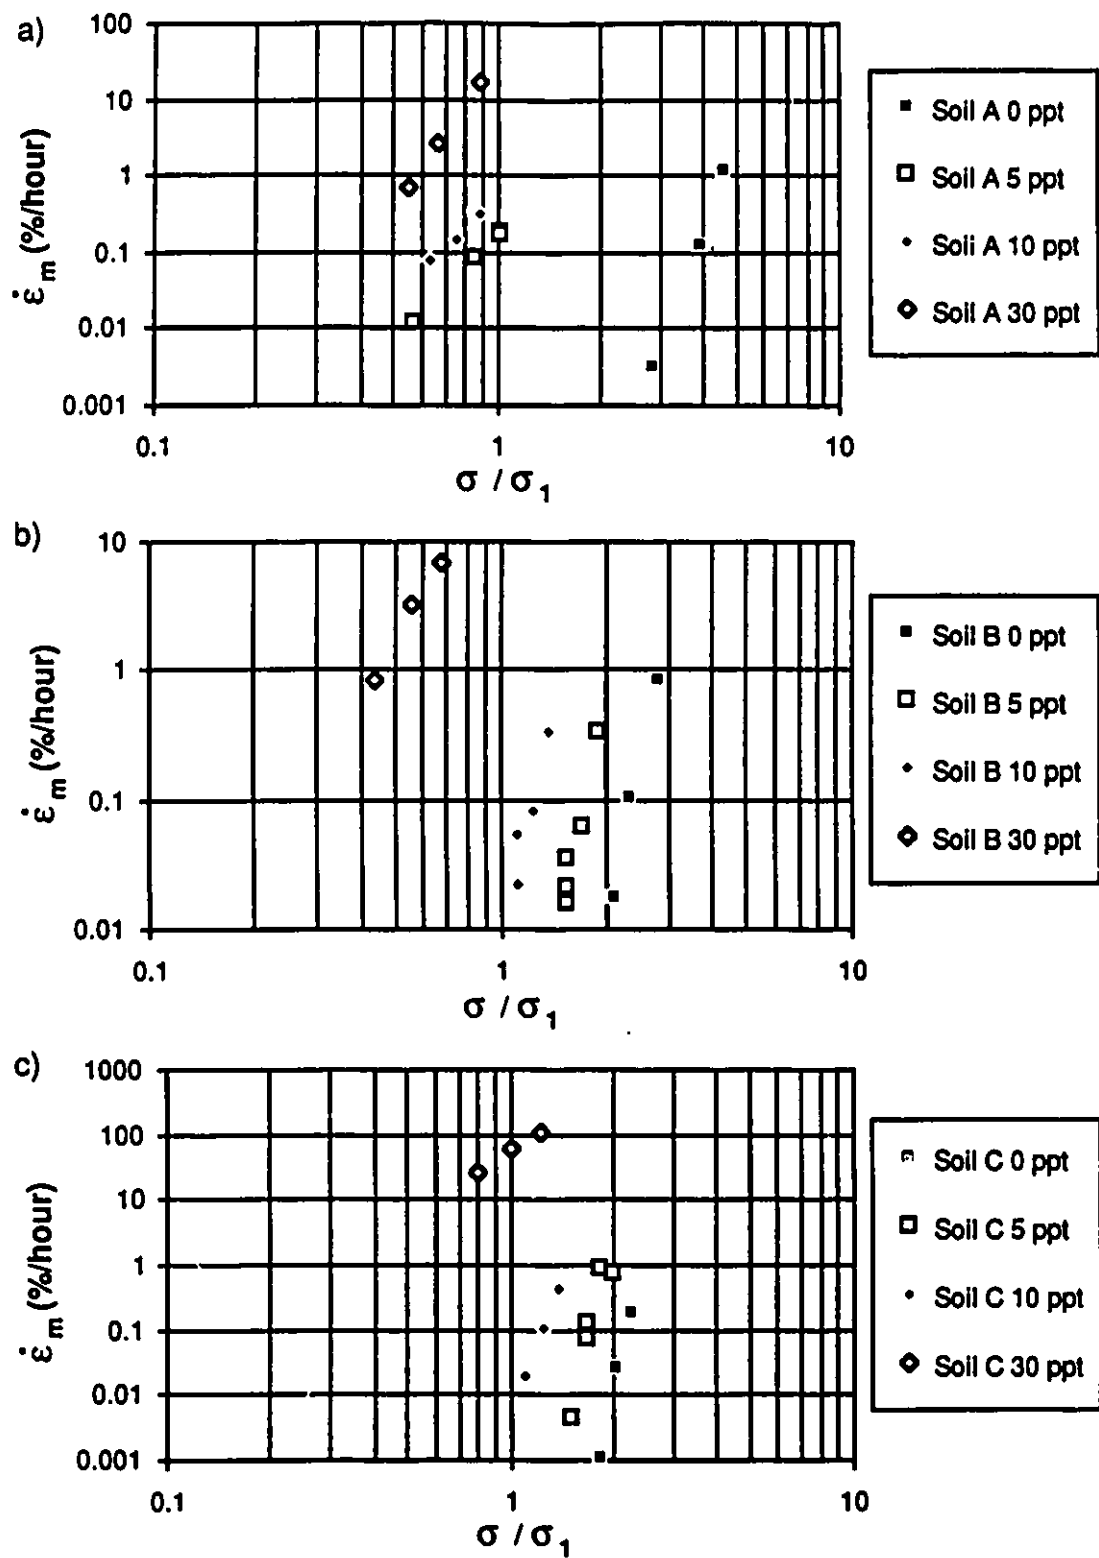 a)
100
10
1
0.1
0.01
0.001
ε̇ m (%/hour)
0.1 1 10
σ / σ 1
Soil A 0 ppt
Soil A 5 ppt
Soil A 10 ppt
Soil A 30 ppt
b)
10
1
0.1
0.01
ε̇ m (%/hour)
0.1 1 10
σ / σ 1
Soil B 0 ppt
Soil B 5 ppt
Soil B 10 ppt
Soil B 30 ppt
c)
1000
100
10
1
0.1
0.01
0.001
ε̇ m (%/hour)
0.1 1 10
σ / σ 1
Soil C 0 ppt
Soil C 5 ppt
Soil C 10 ppt
Soil C 30 ppt